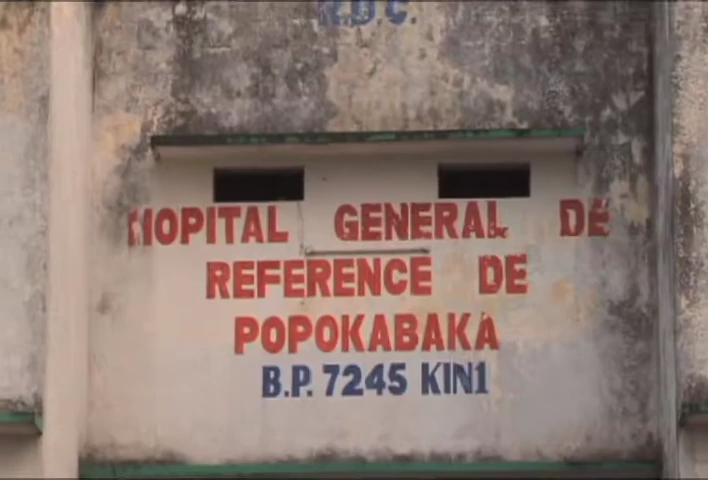 R.D.C.
HOPITAL GENERAL DE
REFERENCE DE
POPOKABAKA
B.P. 7245 KIN1